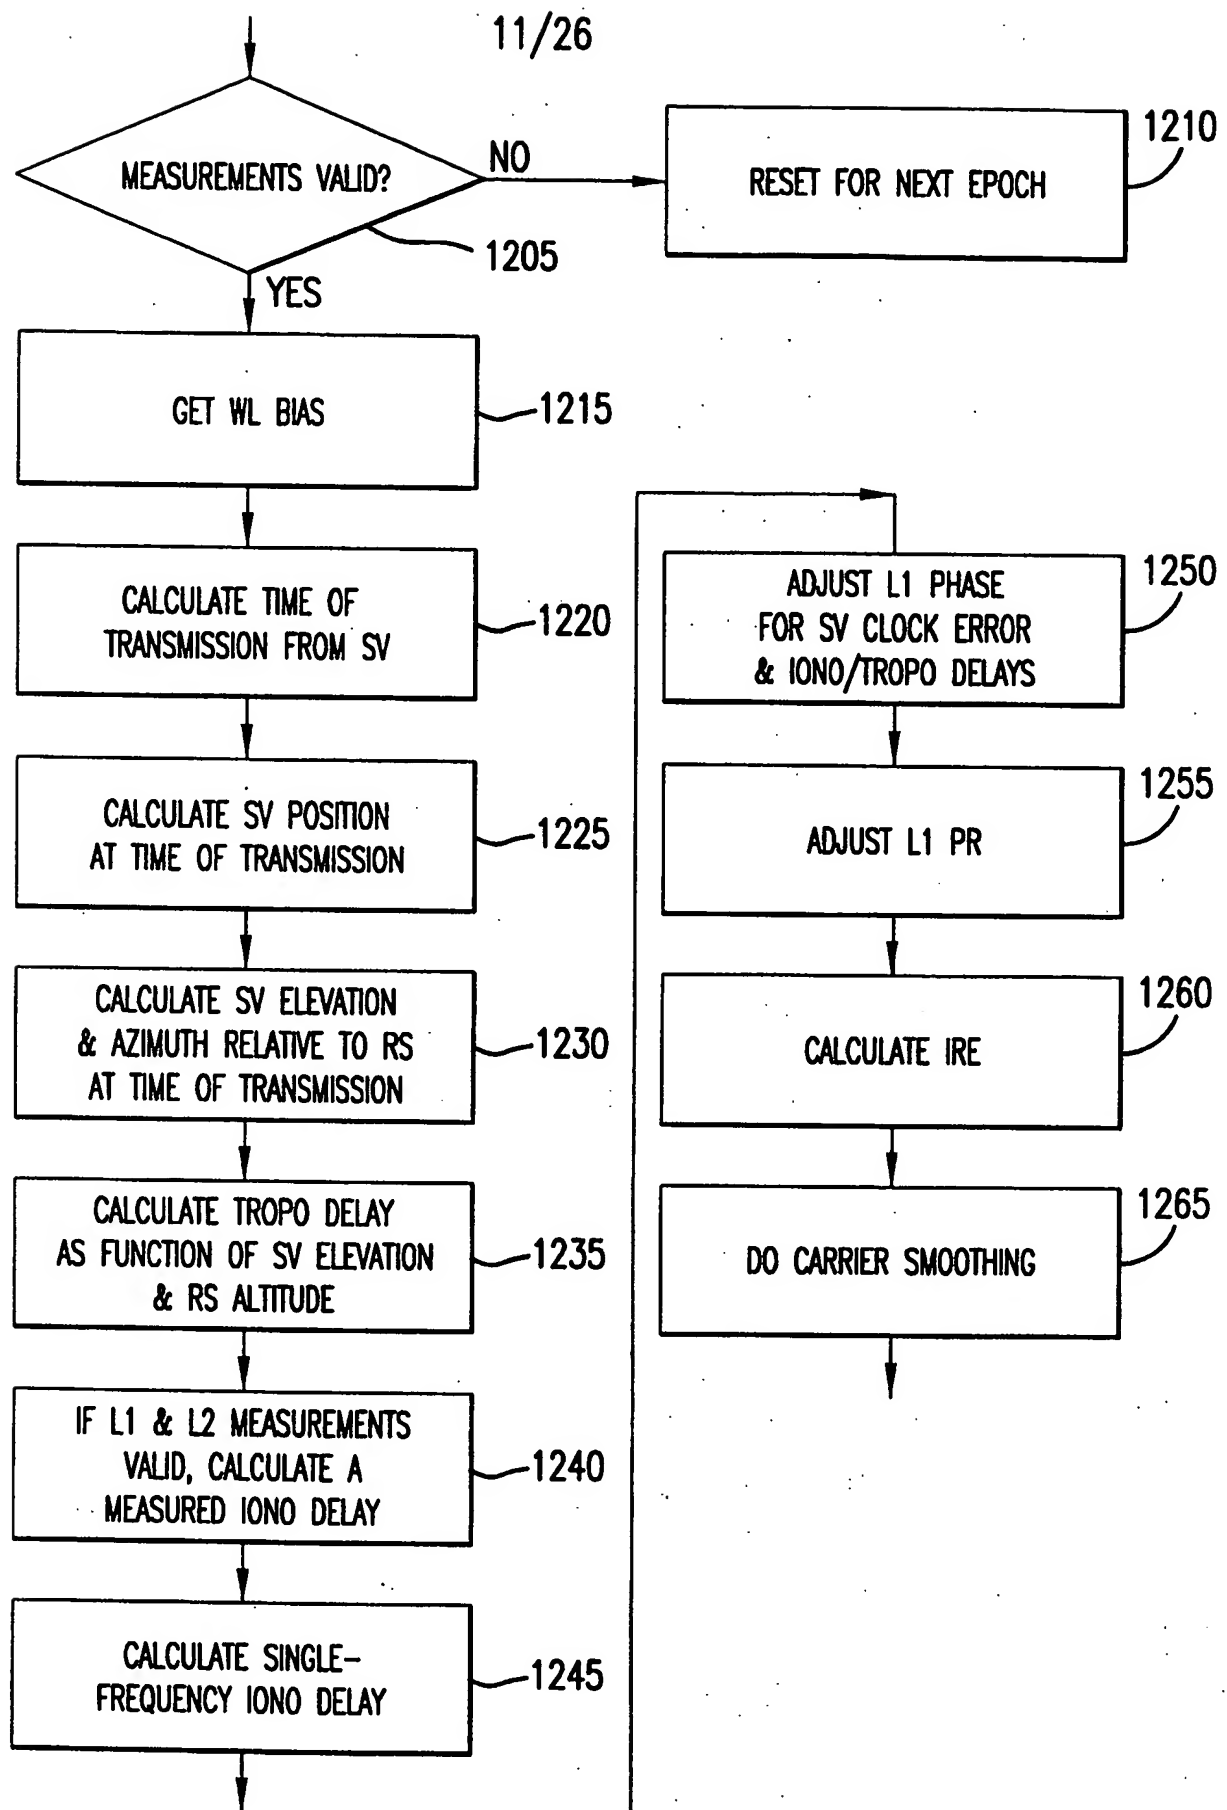 11/26
MEASUREMENTS VALID?
NO
1205
YES
RESET FOR NEXT EPOCH
1210
GET WL BIAS
1215
CALCULATE TIME OF
TRANSMISSION FROM SV
1220
CALCULATE SV POSITION
AT TIME OF TRANSMISSION
1225
CALCULATE SV ELEVATION
& AZIMUTH RELATIVE TO RS
AT TIME OF TRANSMISSION
1230
CALCULATE TROPO DELAY
AS FUNCTION OF SV ELEVATION
& RS ALTITUDE
1235
IF L1 & L2 MEASUREMENTS
VALID, CALCULATE A
MEASURED IONO DELAY
1240
CALCULATE SINGLE-
FREQUENCY IONO DELAY
1245
ADJUST L1 PHASE
FOR SV CLOCK ERROR
& IONO/TROPO DELAYS
1250
ADJUST L1 PR
1255
CALCULATE IRE
1260
DO CARRIER SMOOTHING
1265